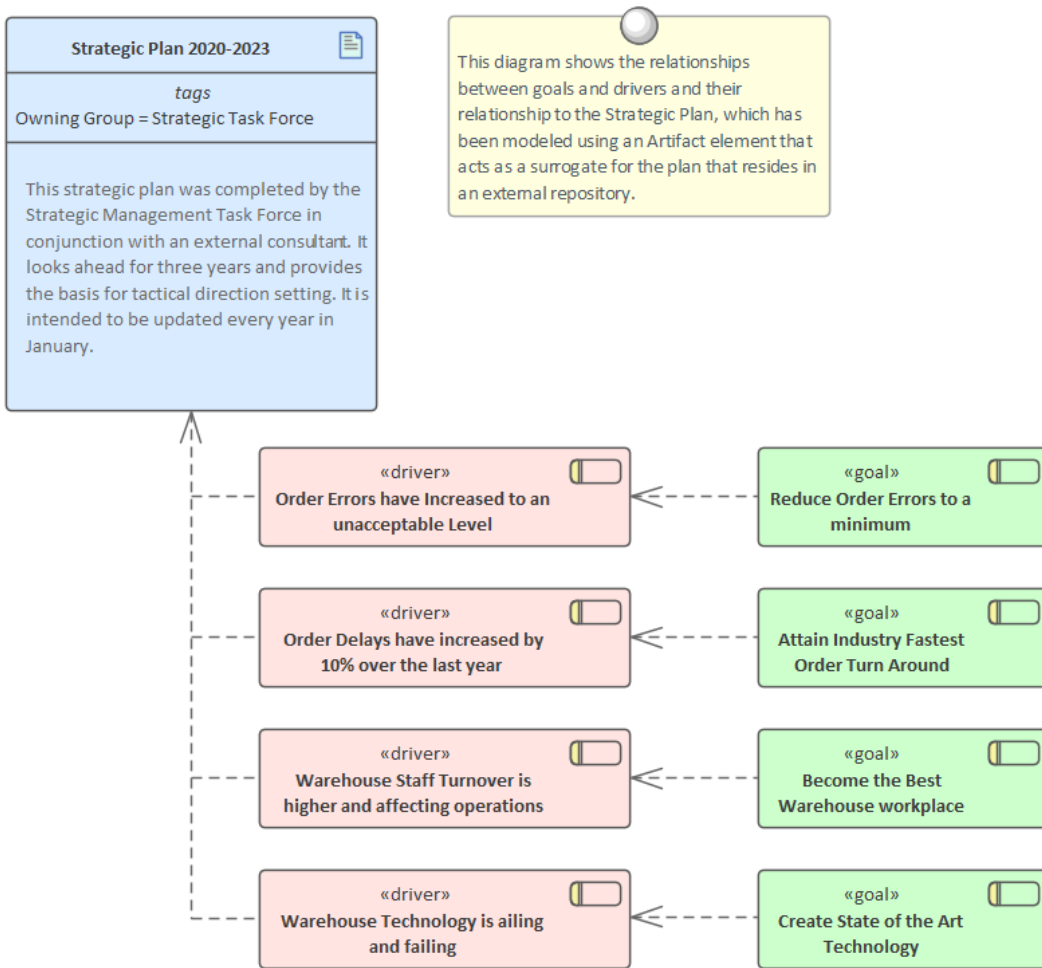 Strategic Plan 2020-2023
tags
Owning Group = Strategic Task Force
This strategic plan was completed by the
Strategic Management Task Force in
conjunction with an external consultant. It
looks ahead for three years and provides
the basis for tactical direction setting. It is
intended to be updated every year in
January.
This diagram shows the relationships
between goals and drivers and their
relationship to the Strategic Plan, which has
been modeled using an Artifact element that
acts as a surrogate for the plan that resides in
an external repository.
«driver»
Order Errors have Increased to an
unacceptable Level
«goal»
Reduce Order Errors to a
minimum
«driver»
Order Delays have increased by
10% over the last year
«goal»
Attain Industry Fastest
Order Turn Around
«driver»
Warehouse Staff Turnover is
higher and affecting operations
«goal»
Become the Best
Warehouse workplace
«driver»
Warehouse Technology is ailing
and failing
«goal»
Create State of the Art
Technology